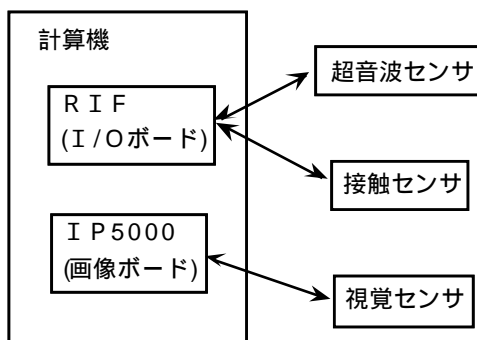 計算機
超音波センサ
ＲＩＦ
(Ｉ/Ｏボード)
接触センサ
ＩＰ5000
(画像ボード)
視覚センサ